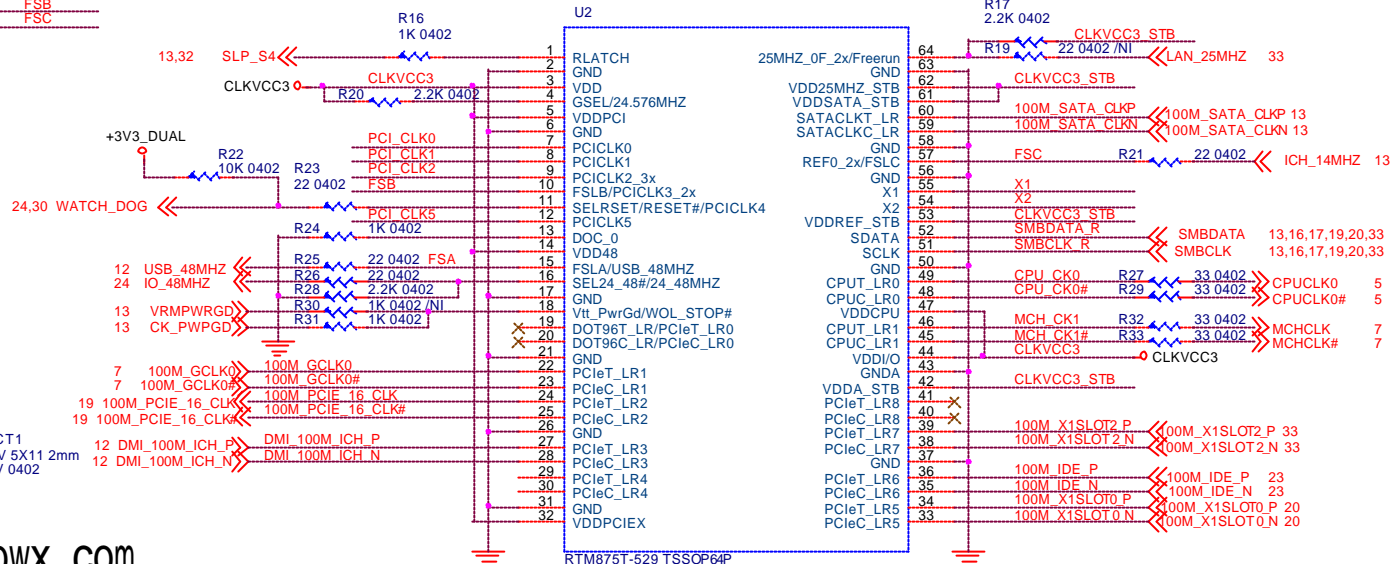 FSB
FSC
R16
1K 0402
U2
R17
2.2K 0402
CLKVCC3_STB
13,32 SLP_S4
1 RLATCH
25MHZ_0F_2x/Freerun 64
R19 22 0402 /NI
LAN_25MHZ 33
2 GND
GND 63
CLKVCC3
CLKVCC3
3 VDD
VDD25MHZ_STB 62
CLKVCC3_STB
R20 2.2K 0402
4 GSEL/24.576MHZ
VDDSATA_STB 61
5 VDDPCI
SATACLKT_LR 60
100M_SATA_CLKP
100M_SATA_CLKP 13
6 GND
SATACLKC_LR 59
100M_SATA_CLKN
100M_SATA_CLKN 13
+3V3_DUAL
PCI_CLK0
7 PCICLK0
GND 58
PCI_CLK1
8 PCICLK1
REF0_2x/FSLC 57
FSC
R21 22 0402
ICH_14MHZ 13
R22
10K 0402
R23
22 0402
PCI_CLK2
9 PCICLK2_3x
GND 56
FSB
10 FSLB/PCICLK3_2x
X1 55
X1
24,30 WATCH_DOG
11 SELRSET/RESET#/PCICLK4
X2 54
X2
PCI_CLK5
12 PCICLK5
VDDREF_STB 53
CLKVCC3_STB
R24 1K 0402
13 DOC_0
SDATA 52
SMBDATA_R
SMBDATA 13,16,17,19,20,33
14 VDD48
SCLK 51
SMBCLK_R
SMBCLK 13,16,17,19,20,33
12 USB_48MHZ
R25 22 0402 FSA
15 FSLA/USB_48MHZ
GND 50
24 IO_48MHZ
R26 22 0402
16 SEL24_48#/24_48MHZ
CPUT_LR0 49
CPU_CK0
R27 33 0402
CPUCLK0 5
R28 2.2K 0402
17 GND
CPUC_LR0 48
CPU_CK0#
R29 33 0402
CPUCLK0# 5
13 VRMPWRGD
R30 1K 0402 /NI
18 Vtt_PwrGd/WOL_STOP#
VDDCPU 47
13 CK_PWPGD
R31 1K 0402
19 DOT96T_LR/PCIeT_LR0
CPUT_LR1 46
MCH_CK1
R32 33 0402
MCHCLK 7
20 DOT96C_LR/PCIeC_LR0
CPUC_LR1 45
MCH_CK1#
R33 33 0402
MCHCLK# 7
21 GND
VDDI/O 44
CLKVCC3
CLKVCC3
7 100M_GCLK0
100M_GCLK0
22 PCIeT_LR1
GNDA 43
7 100M_GCLK0#
100M_GCLK0#
23 PCIeC_LR1
VDDA_STB 42
CLKVCC3_STB
19 100M_PCIE_16_CLK
100M_PCIE_16_CLK
24 PCIeT_LR2
PCIeT_LR8 41
19 100M_PCIE_16_CLK#
100M_PCIE_16_CLK#
25 PCIeC_LR2
PCIeC_LR8 40
26 GND
PCIeT_LR7 39
100M_X1SLOT2_P
100M_X1SLOT2_P 33
CT1
12 DMI_100M_ICH_P
DMI_100M_ICH_P
27 PCIeT_LR3
PCIeC_LR7 38
100M_X1SLOT2_N
100M_X1SLOT2_N 33
V 5X11 2mm
12 DMI_100M_ICH_N
DMI_100M_ICH_N
28 PCIeC_LR3
GND 37
V 0402
29 PCIeT_LR4
PCIeT_LR6 36
100M_IDE_P
100M_IDE_P 23
30 PCIeC_LR4
PCIeC_LR6 35
100M_IDE_N
100M_IDE_N 23
31 GND
PCIeT_LR5 34
100M_X1SLOT0_P
100M_X1SLOT0_P 20
32 VDDPCIEX
PCIeC_LR5 33
100M_X1SLOT0_N
100M_X1SLOT0_N 20
RTM875T-529 TSSOP64P
owx.com